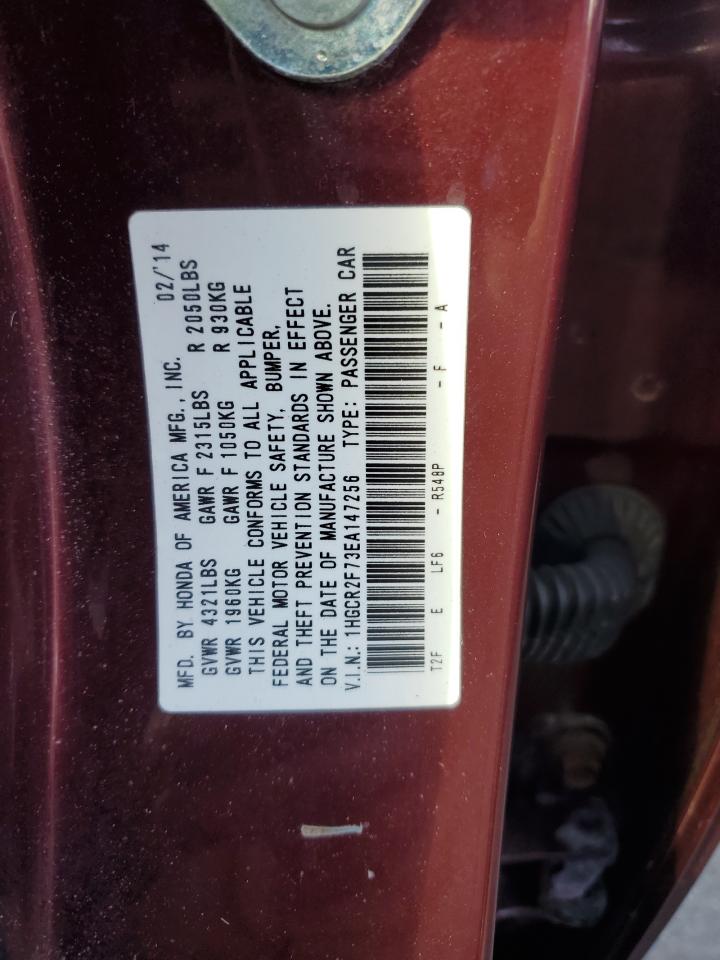 MFD. BY HONDA OF AMERICA MFG., INC. 02/'14
GVWR 4321LBS GAWR F 2315LBS R 2050LBS
GVWR 1960KG GAWR F 1050KG R 930KG
THIS VEHICLE CONFORMS TO ALL APPLICABLE
FEDERAL MOTOR VEHICLE SAFETY, BUMPER,
AND THEFT PREVENTION STANDARDS IN EFFECT
ON THE DATE OF MANUFACTURE SHOWN ABOVE.
V.I.N.: 1HGCR2F73EA147256 TYPE: PASSENGER CAR
T2F E LF6 - R548P - F - A